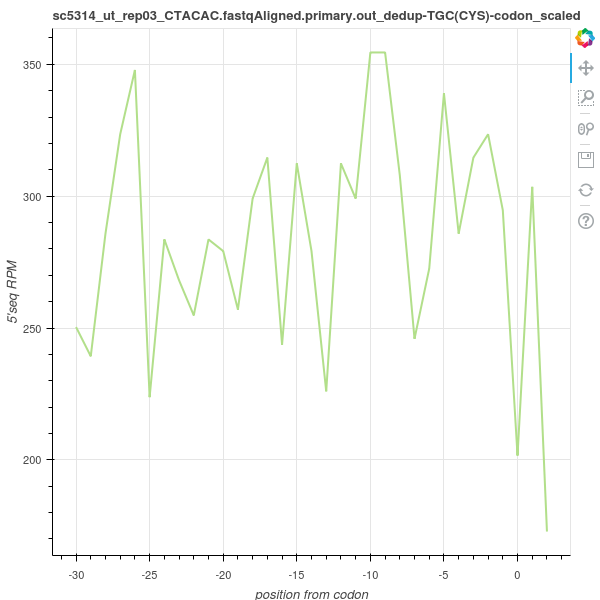 sc5314_ut_rep03_CTACAC.fastqAligned.primary.out_dedup-TGC(CYS)-codon_scaled
350
300
250
200
5'seq RPM
-30 -25 -20 -15 -10 -5 0
position from codon